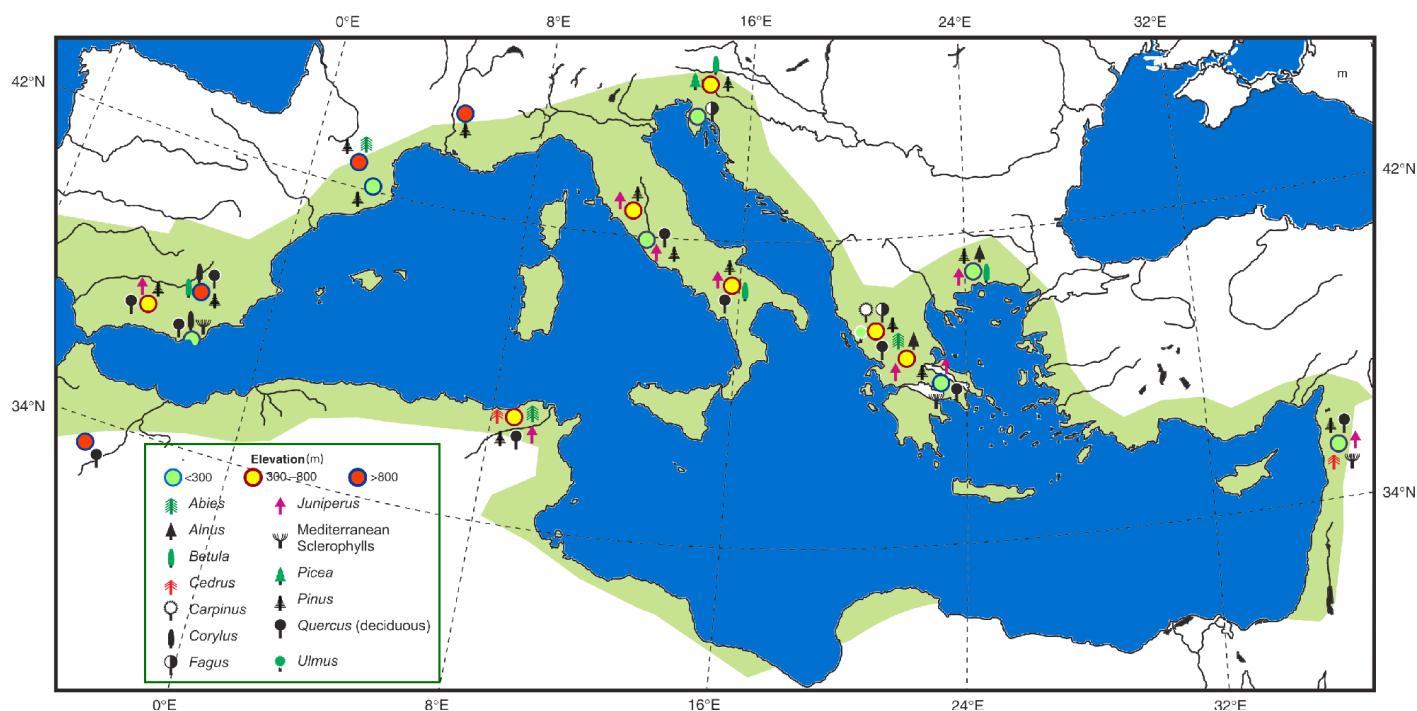 0°E 8°E 16°E 24°E 32°E
42°N
m
42°N
34°N
34°N
Elevation (m)
<300 300–800 >800
Abies Juniperus
Alnus Mediterranean
Sclerophylls
Betula
Picea
Cedrus
Pinus
Carpinus
Quercus (deciduous)
Corylus
Fagus Ulmus
0°E 8°E 16°E 24°E 32°E